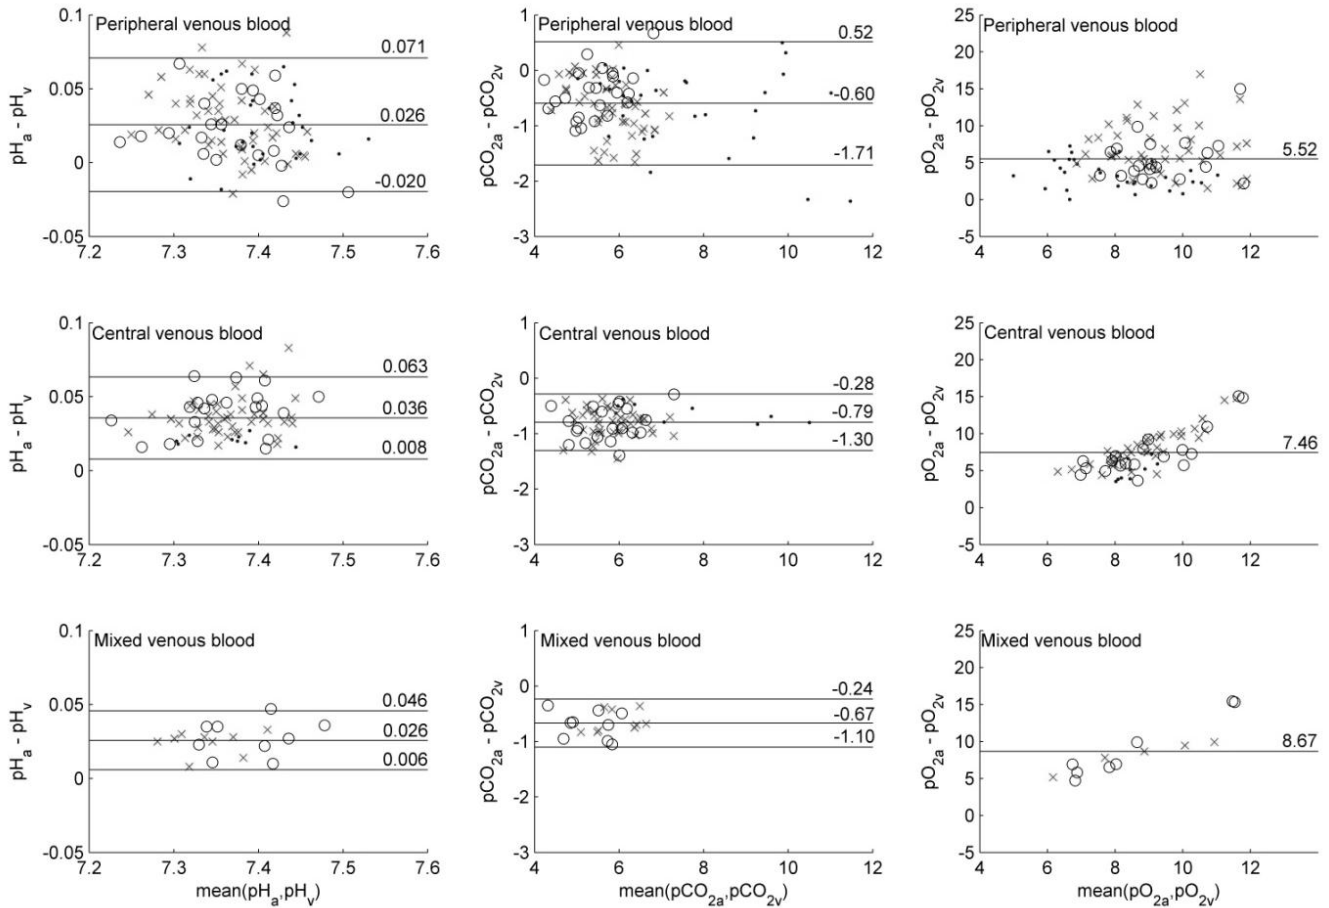 0.1 Peripheral venous blood 0.071
0.05
0.026
0
-0.020
-0.05
7.2 7.3 7.4 7.5 7.6
pHa - pHv
1 Peripheral venous blood 0.52
0
-0.60
-1
-1.71
-2
-3
4 6 8 10 12
pCO2a - pCO2v
25 Peripheral venous blood
20
15
10
5.52
5
0
-5
4 6 8 10 12
pO2a - pO2v
0.1 Central venous blood
0.063
0.05
0.036
0.008
0
-0.05
7.2 7.3 7.4 7.5 7.6
pHa - pHv
1 Central venous blood
0
-0.28
-0.79
-1
-1.30
-2
-3
4 6 8 10 12
pCO2a - pCO2v
25 Central venous blood
20
15
10
7.46
5
0
-5
4 6 8 10 12
pO2a - pO2v
0.1 Mixed venous blood
0.05
0.046
0.026
0.006
0
-0.05
7.2 7.3 7.4 7.5 7.6
pHa - pHv
mean(pHa,pHv)
1 Mixed venous blood
0
-0.24
-0.67
-1
-1.10
-2
-3
4 6 8 10 12
pCO2a - pCO2v
mean(pCO2a,pCO2v)
25 Mixed venous blood
20
15
10
8.67
5
0
-5
4 6 8 10 12
pO2a - pO2v
mean(pO2a,pO2v)